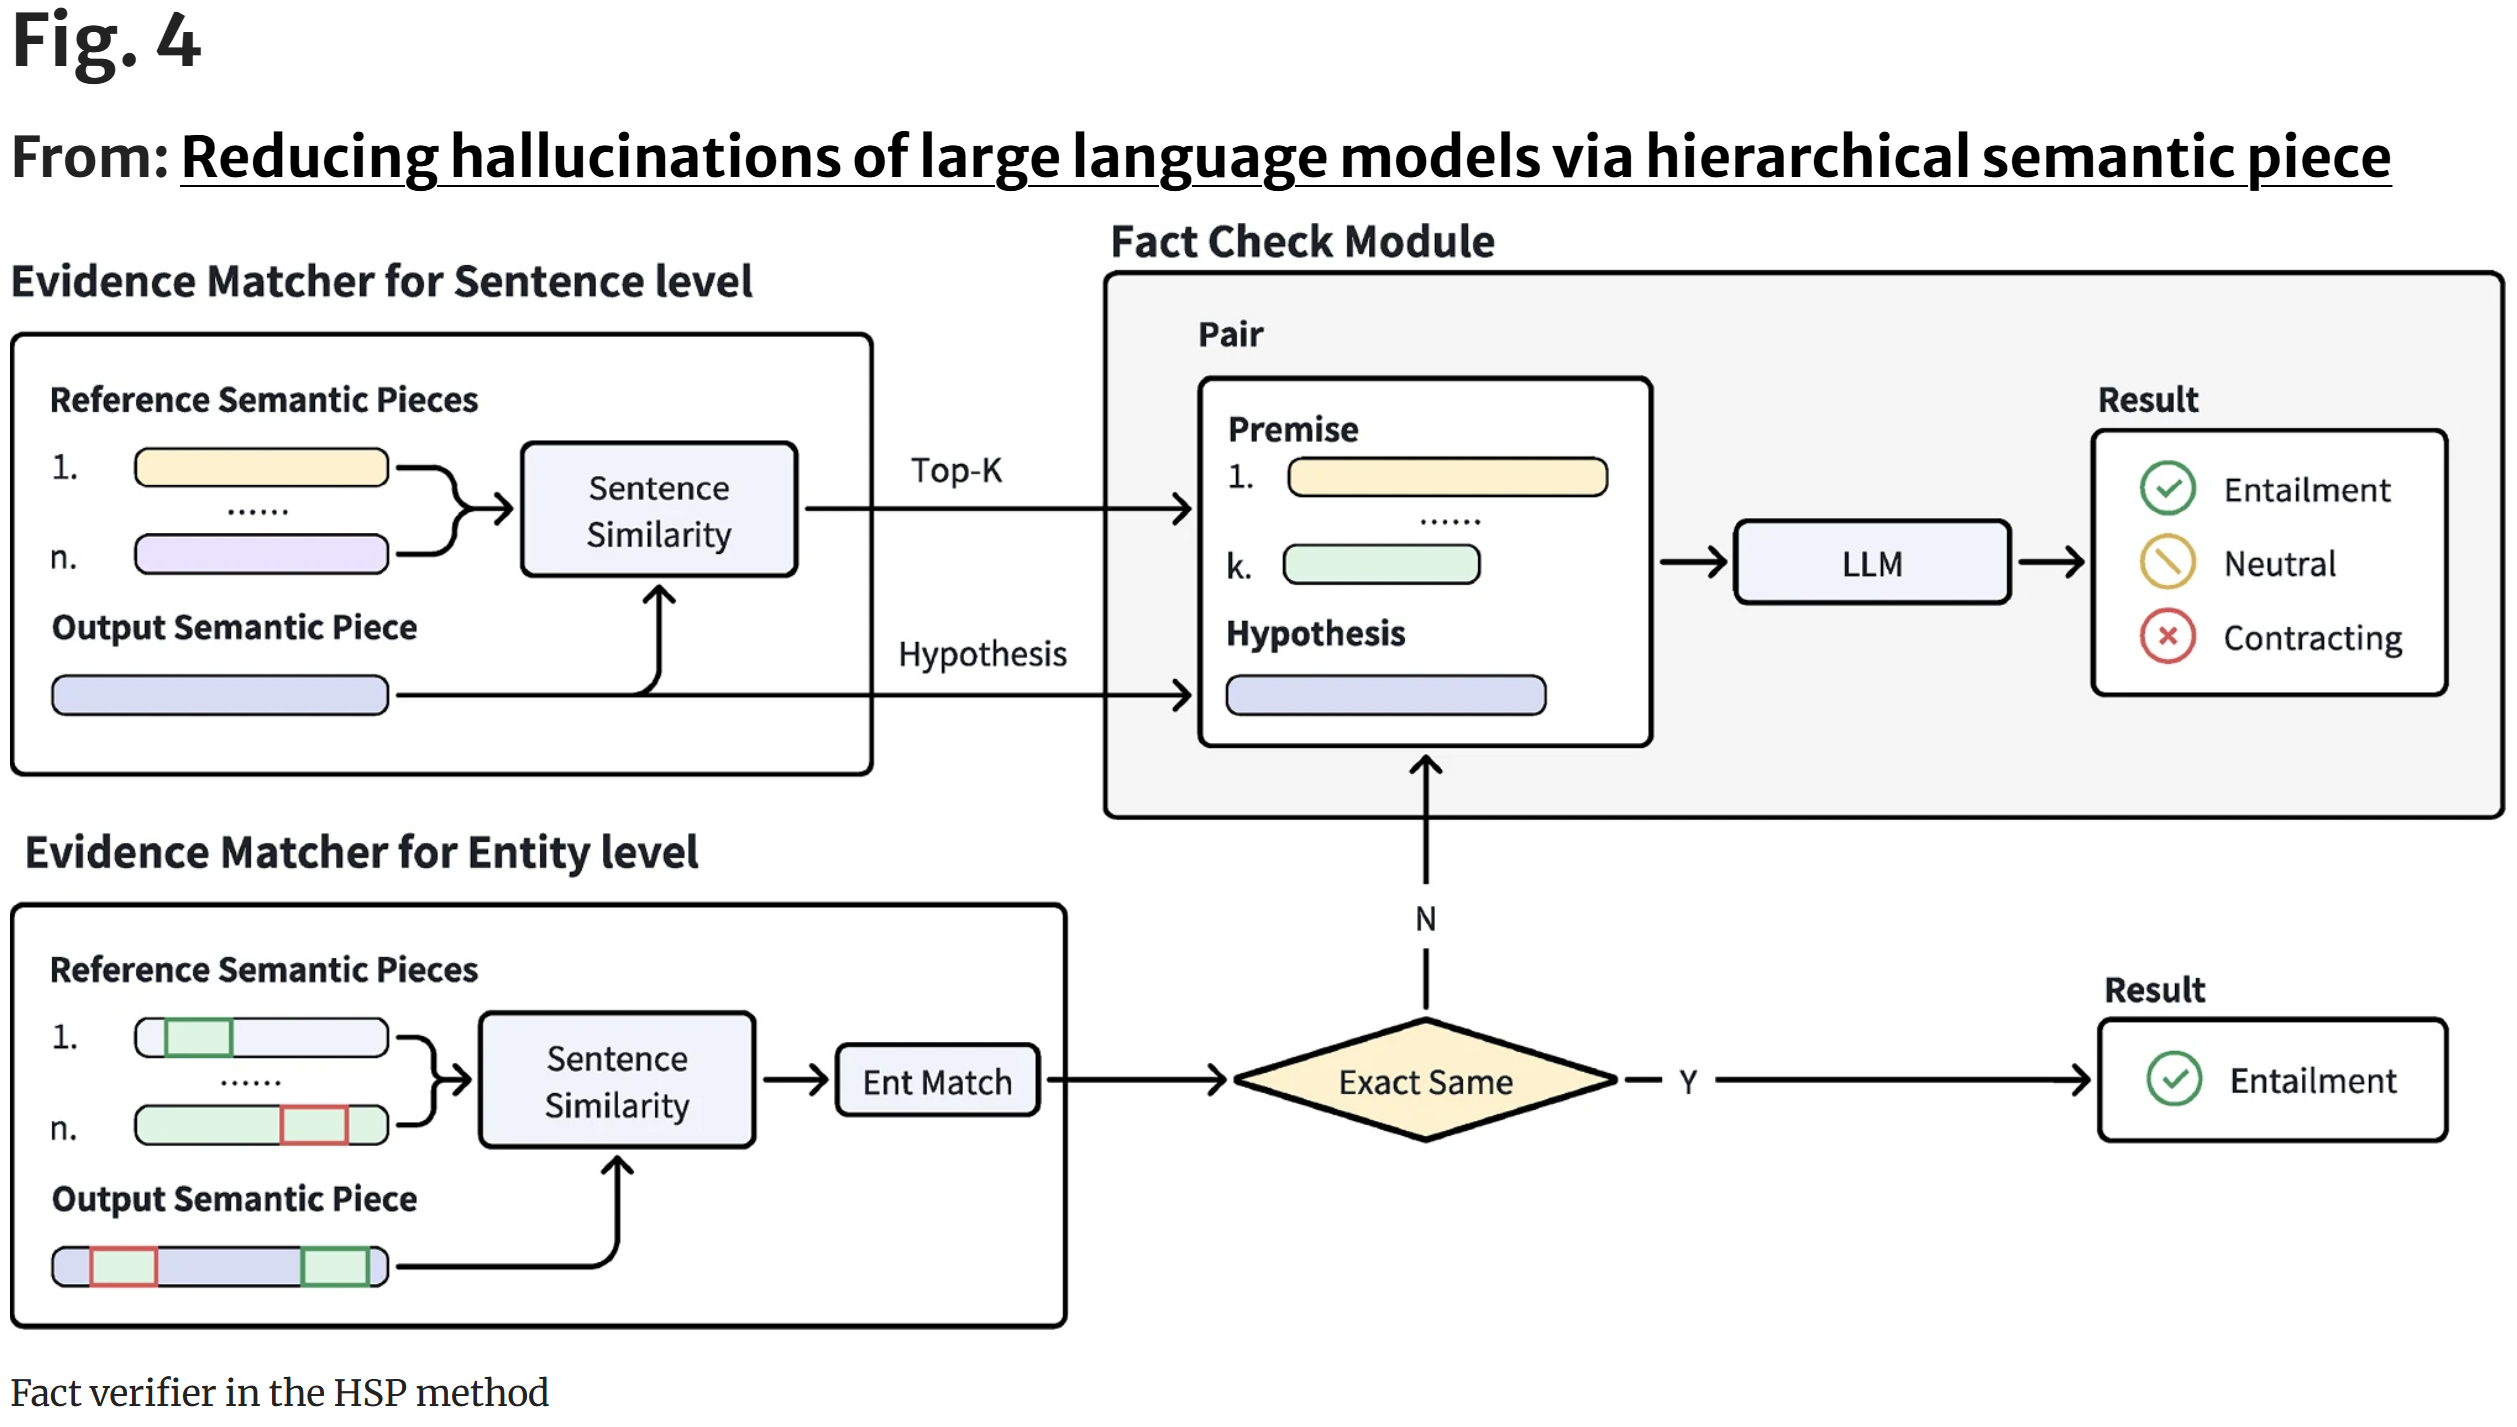 Fig. 4
From: Reducing hallucinations of large language models via hierarchical semantic piece
Evidence Matcher for Sentence level
Reference Semantic Pieces
1.
......
n.
Output Semantic Piece
Sentence
Similarity
Top-K
Hypothesis
Fact Check Module
Pair
Premise
1.
......
k.
Hypothesis
LLM
Result
Entailment
Neutral
Contracting
Evidence Matcher for Entity level
Reference Semantic Pieces
1.
......
n.
Output Semantic Piece
Sentence
Similarity
Ent Match
N
Exact Same
Y
Result
Entailment
Fact verifier in the HSP method